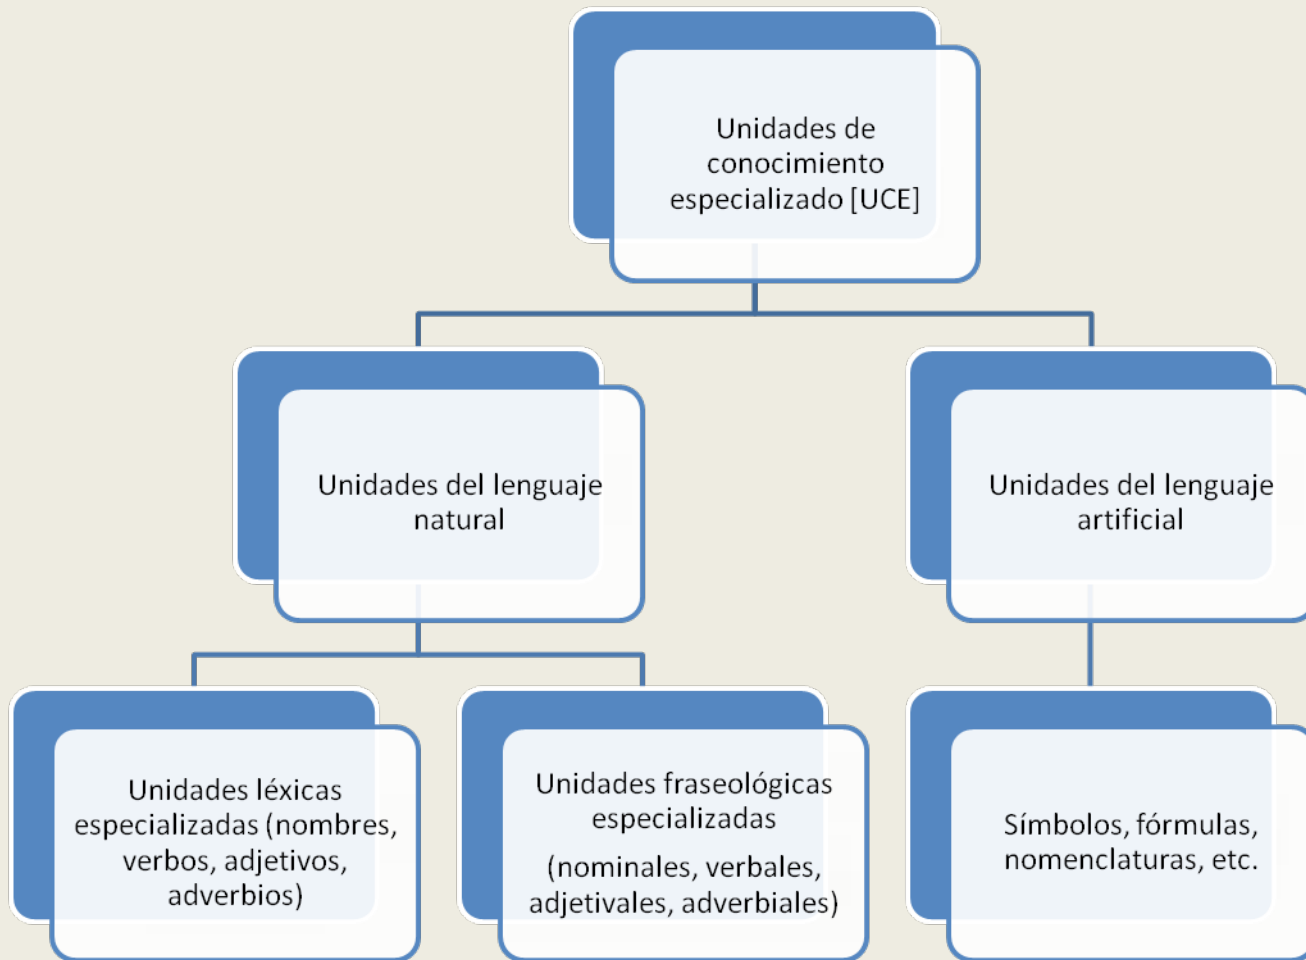 Unidades de
conocimiento
especializado [UCE]
Unidades del lenguaje
natural
Unidades del lenguaje
artificial
Unidades léxicas
especializadas (nombres,
verbos, adjetivos,
adverbios)
Unidades fraseológicas
especializadas
(nominales, verbales,
adjetivales, adverbiales)
Símbolos, fórmulas,
nomenclaturas, etc.